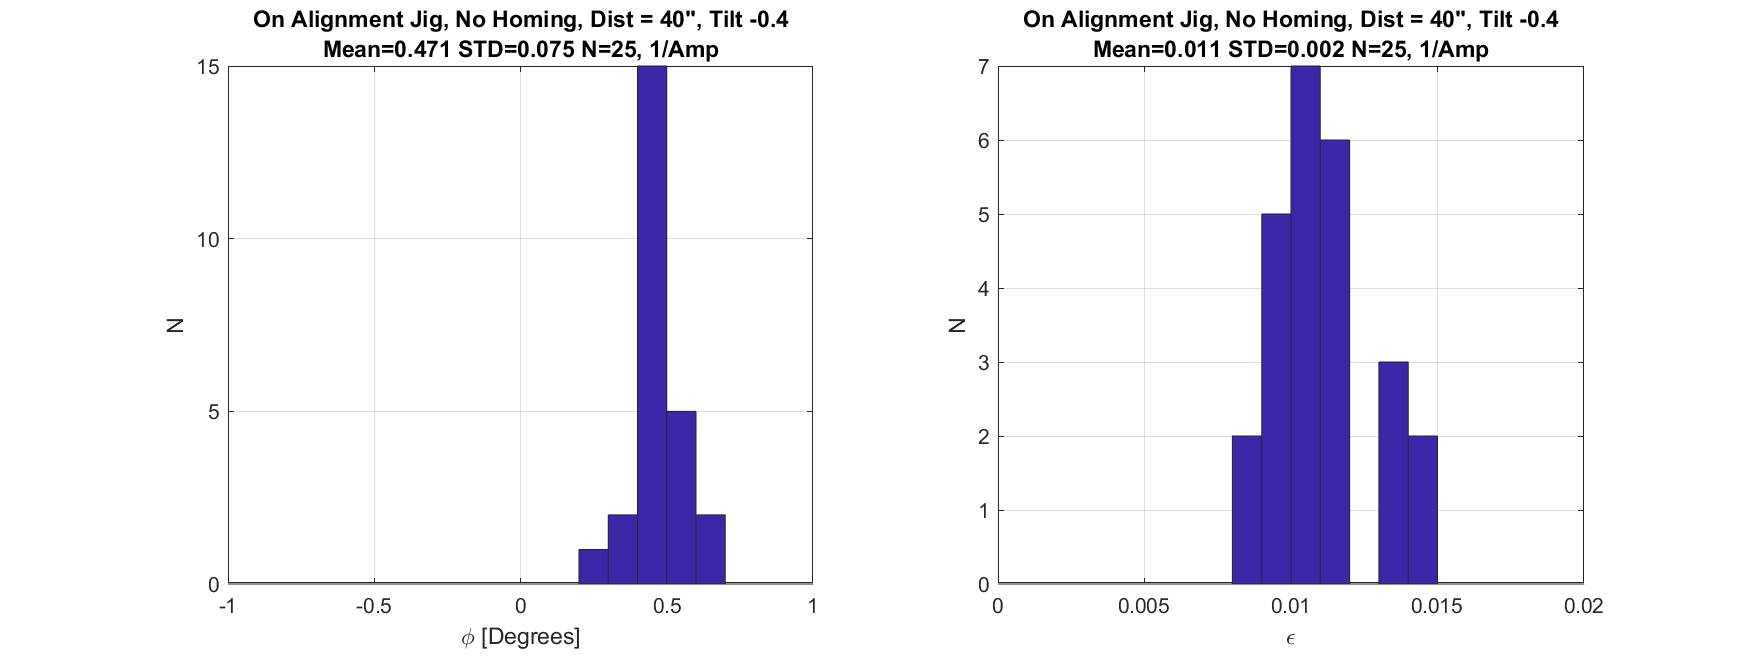 On Alignment Jig, No Homing, Dist = 40", Tilt -0.4
Mean=0.471 STD=0.075 N=25, 1/Amp
15
10
5
0
N
-1
-0.5
0
0.5
1
ϕ [Degrees]
On Alignment Jig, No Homing, Dist = 40", Tilt -0.4
Mean=0.011 STD=0.002 N=25, 1/Amp
7
6
5
4
3
2
1
0
N
0
0.005
0.01
0.015
0.02
ϵ